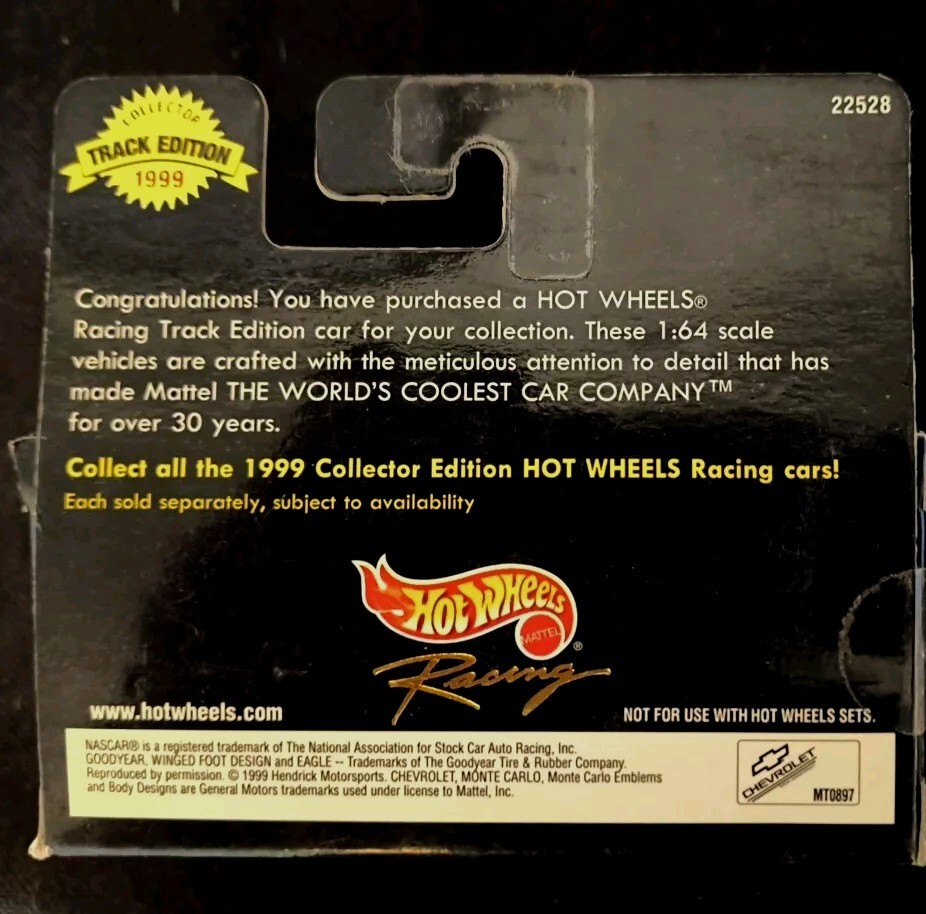 COLLECTOR
TRACK EDITION
1999
22528
Congratulations! You have purchased a HOT WHEELS®
Racing Track Edition car for your collection. These 1:64 scale
vehicles are crafted with the meticulous attention to detail that has
made Mattel THE WORLD'S COOLEST CAR COMPANY™
for over 30 years.
Collect all the 1999 Collector Edition HOT WHEELS Racing cars!
Each sold separately, subject to availability
Hot Wheels
MATTEL
®
Racing
www.hotwheels.com
NOT FOR USE WITH HOT WHEELS SETS.
NASCAR® is a registered trademark of The National Association for Stock Car Auto Racing, Inc.
GOODYEAR, WINGED FOOT DESIGN and EAGLE -- Trademarks of The Goodyear Tire & Rubber Company.
Reproduced by permission. © 1999 Hendrick Motorsports. CHEVROLET, MONTE CARLO, Monte Carlo Emblems
and Body Designs are General Motors trademarks used under license to Mattel, Inc.
CHEVROLET
MT0897